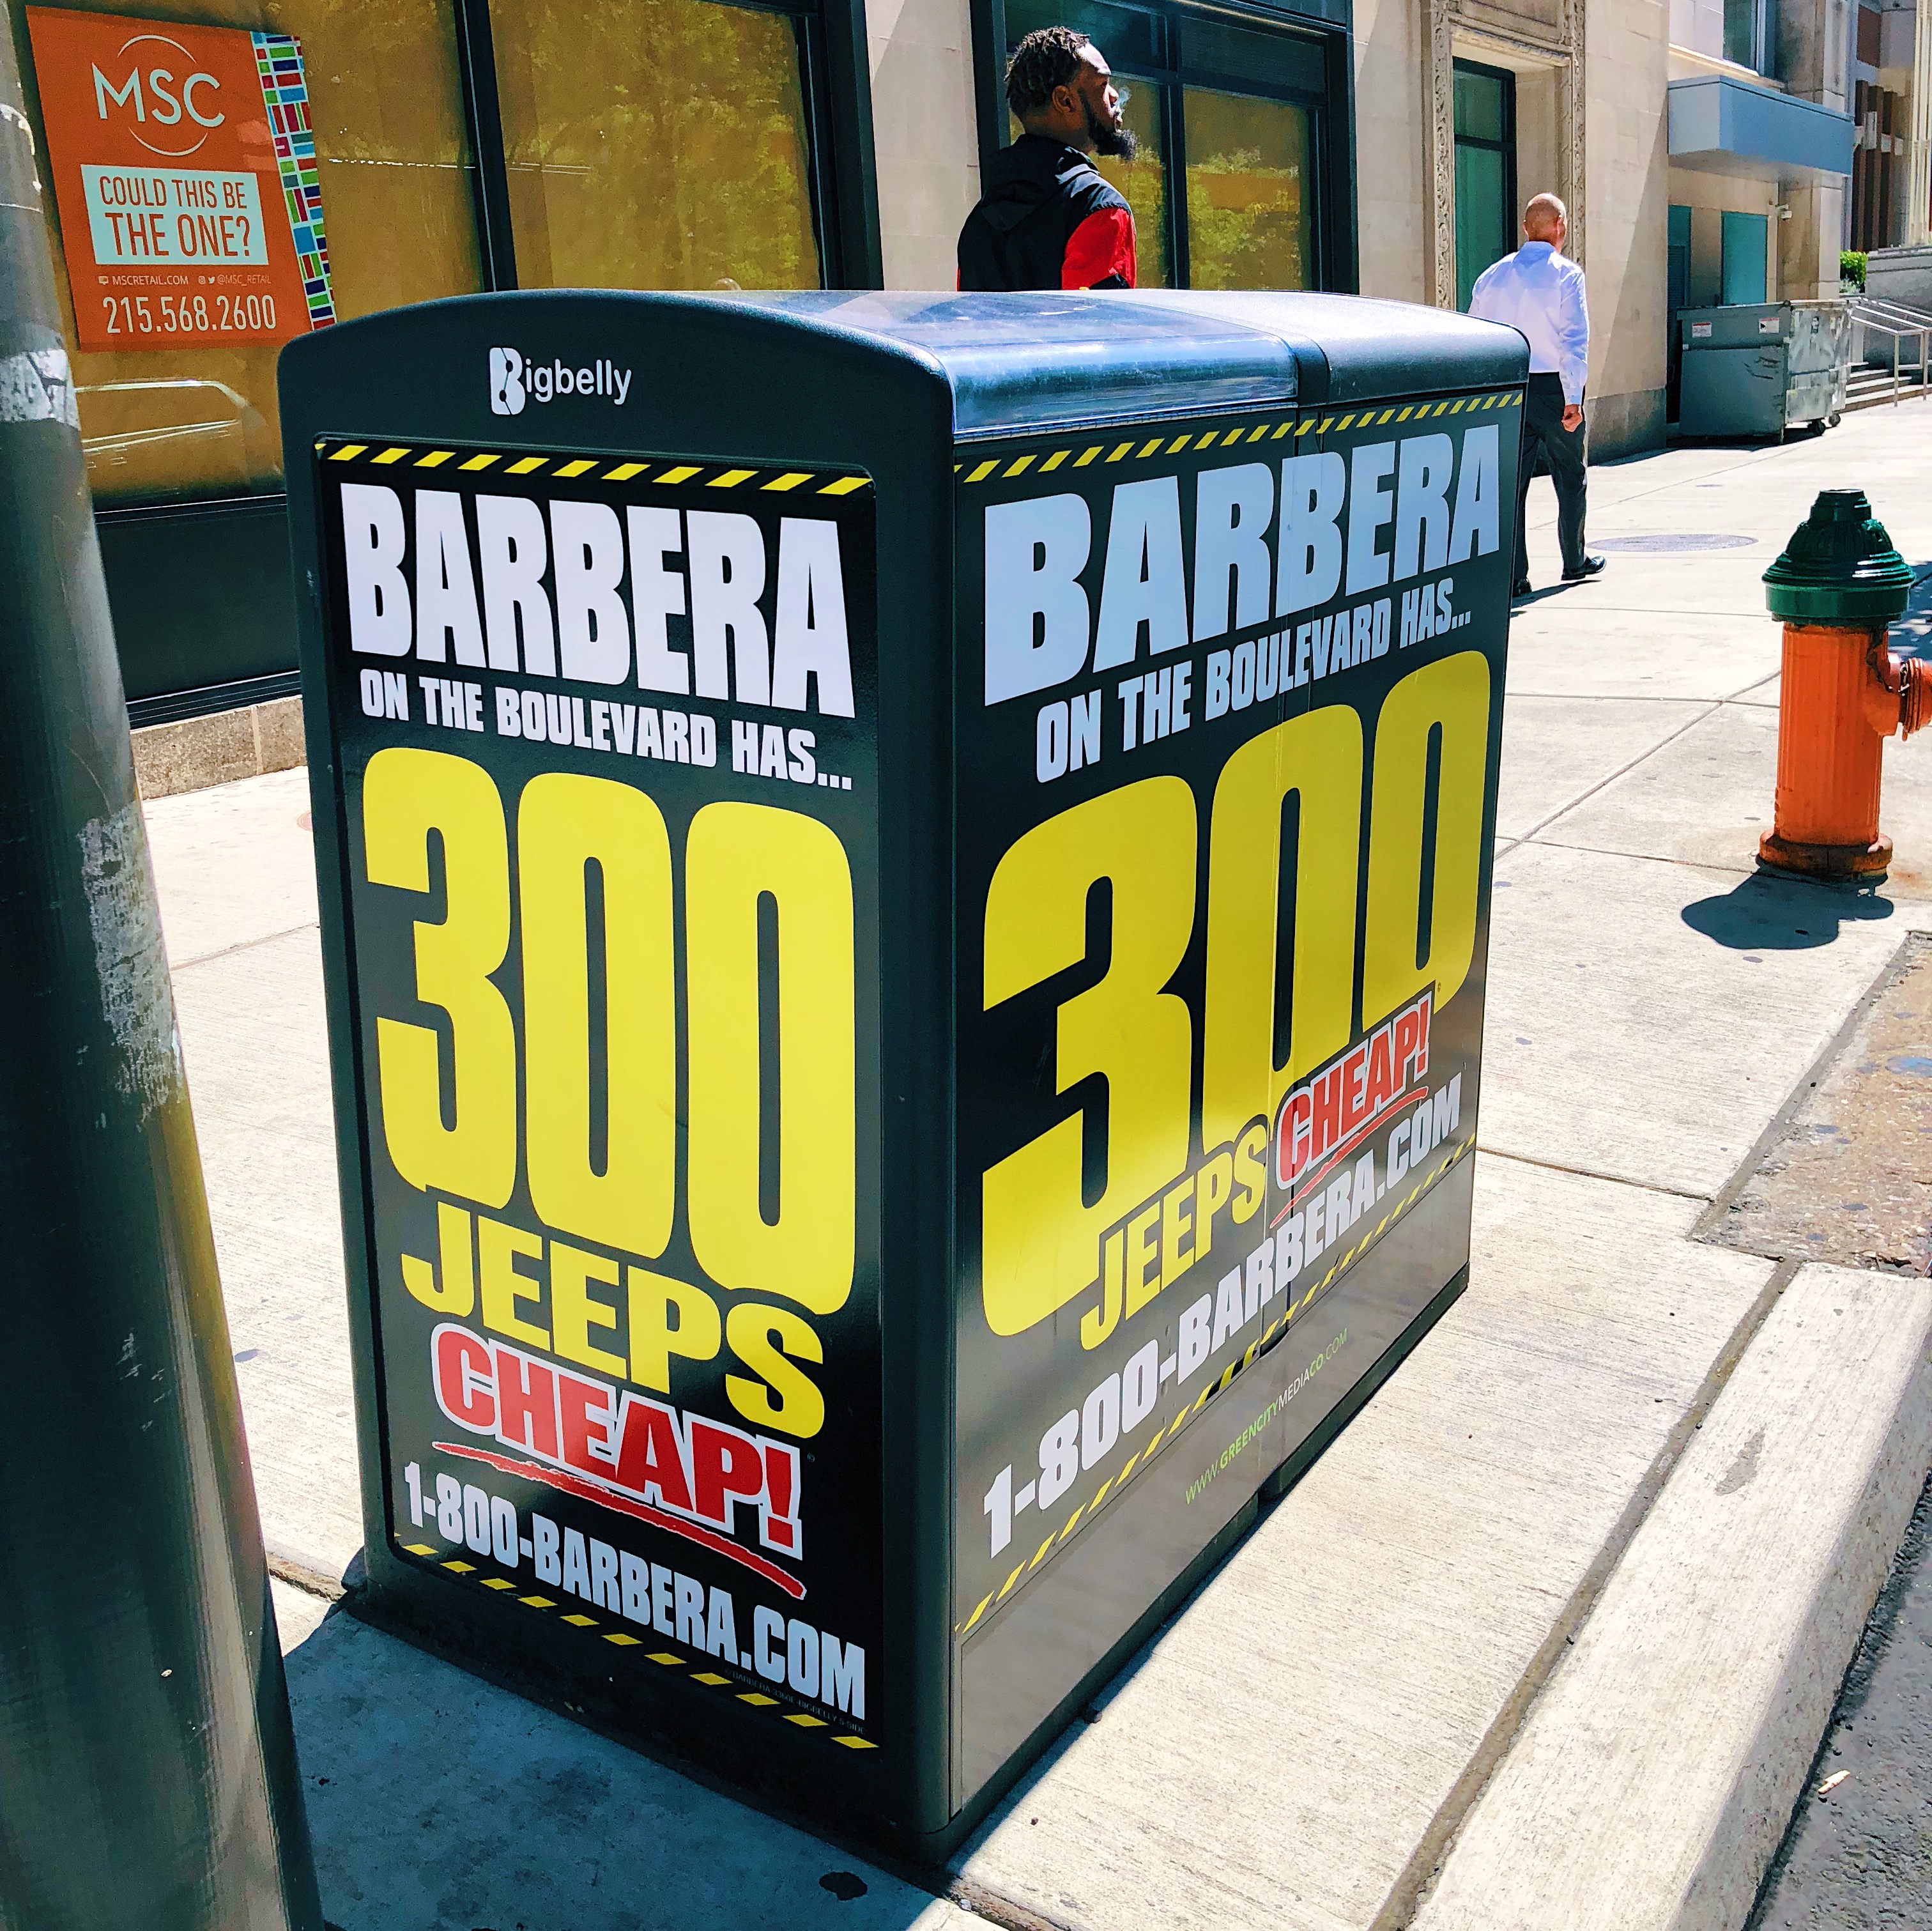 MSC
COULD THIS BE
THE ONE?
MSCRETAIL.COM @MSC_RETAIL
215.568.2600
Bigbelly
BARBERA
ON THE BOULEVARD HAS...
300
JEEPS
CHEAP!
1-800-BARBERA.COM
BARBERA
ON THE BOULEVARD HAS...
300
JEEPS CHEAP!
1-800-BARBERA.COM
WWW.GREENCITYMEDIACO.COM